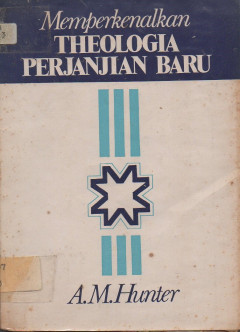 Memperkenalkan
THEOLOGIA
PERJANJIAN BARU
A.M.Hunter